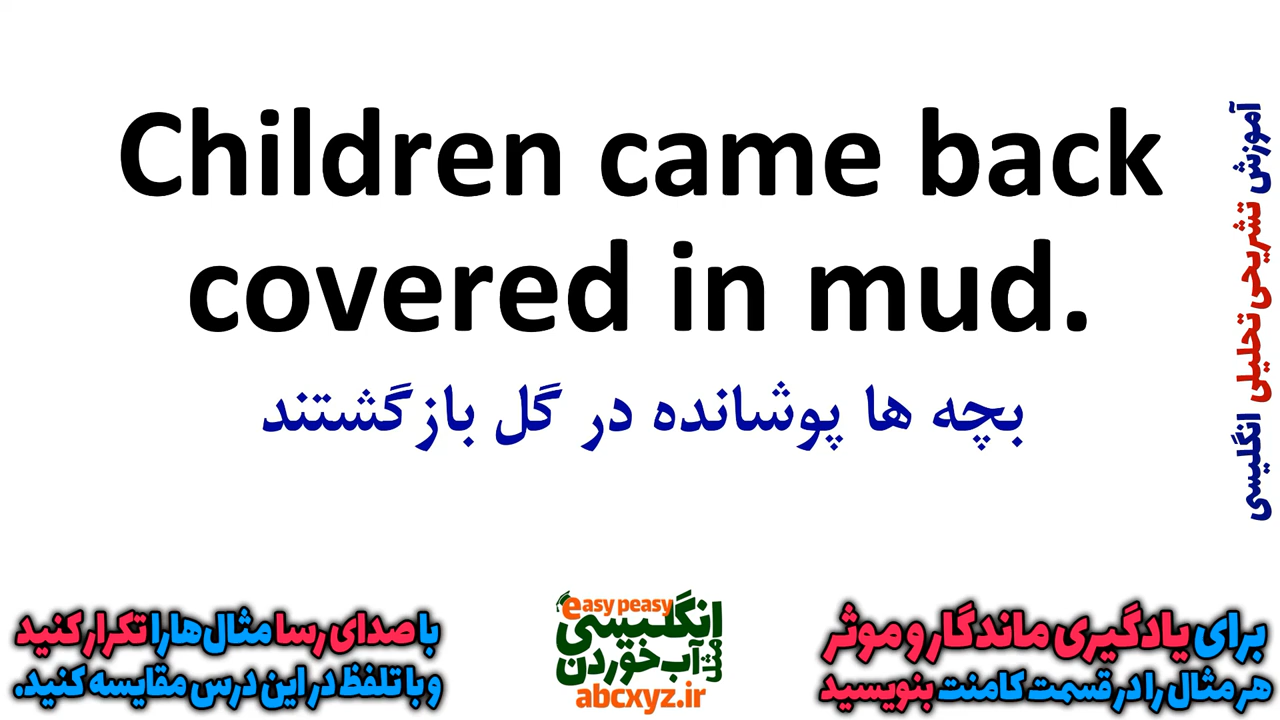 Children came back
covered in mud.
بچه ها پوشانده در گل بازگشتند
آموزش تشریحی تحلیلی انگلیسی
برای یادگیری ماندگار و موثر
هر مثال را در قسمت کامنت بنویسید
easy peasy
انگلیسی
مثل
آب خوردن
abcxyz.ir
با صدای رسا مثال‌ها را تکرار کنید
و با تلفظ در این درس مقایسه کنید.